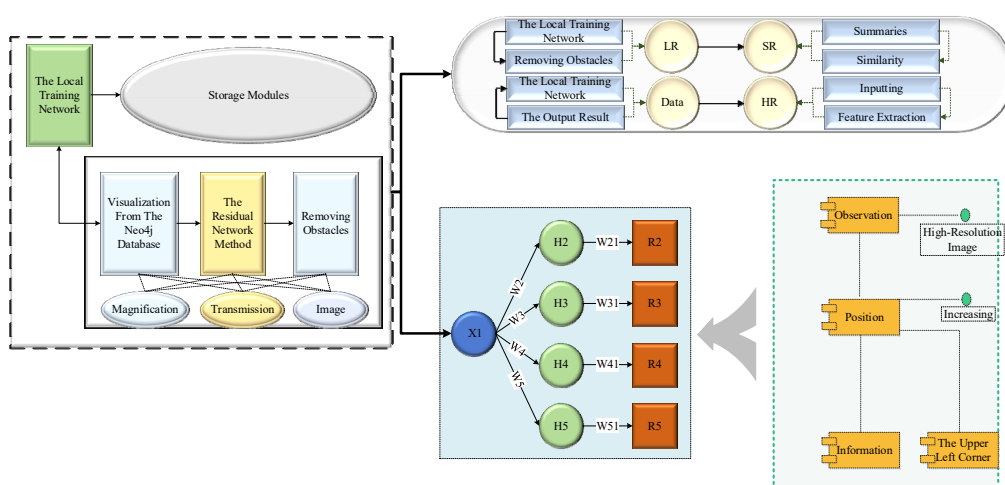 The Local
Training
Network
Storage Modules
Visualization
From The
Neo4j
Database
The
Residual
Network
Method
Removing
Obstacles
Magnification
Transmission
Image
The Local Training
Network
Removing Obstacles
The Local Training
Network
The Output Result
LR
SR
Data
HR
Summaries
Similarity
Inputting
Feature Extraction
X1
W2
W3
W4
W5
H2
W21
R2
H3
W31
R3
H4
W41
R4
H5
W51
R5
Observation
High-Resolution
Image
Position
Increasing
Information
The Upper
Left Corner